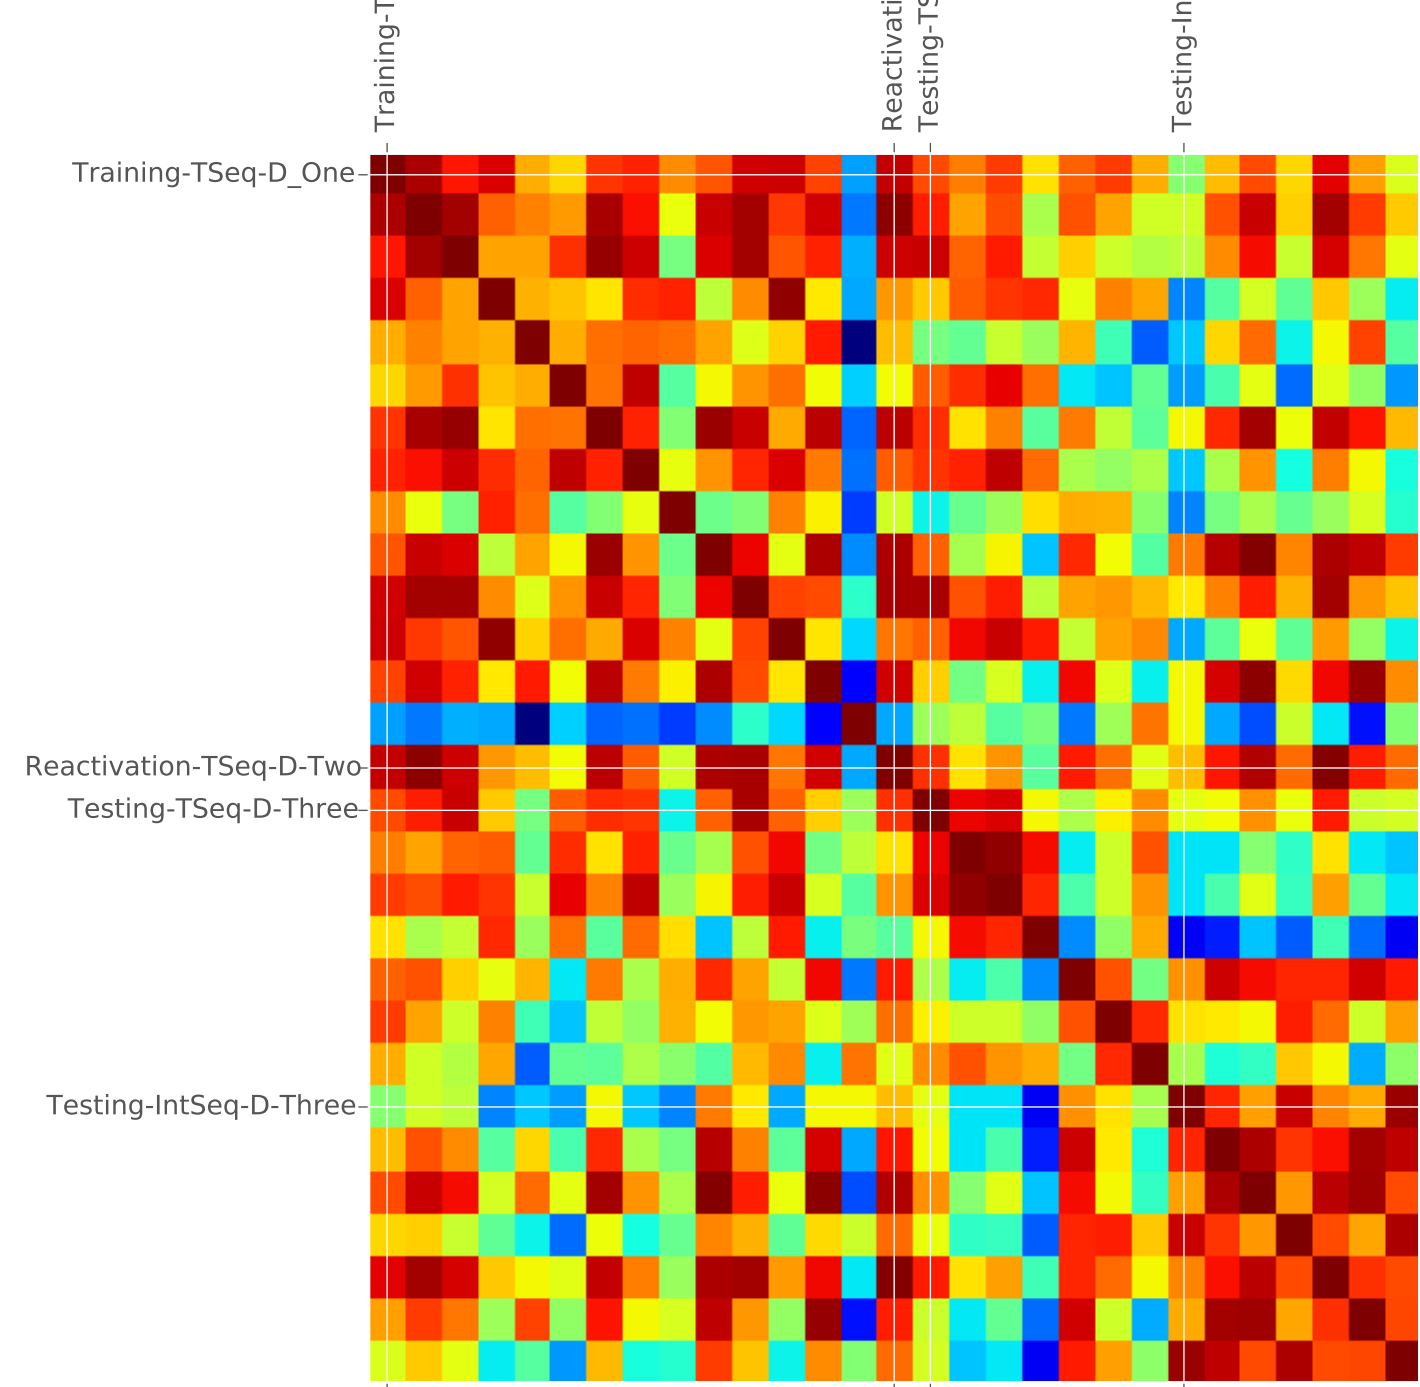 Training-T
Reactivati
Testing-TS
Testing-In
Training-TSeq-D_One
Reactivation-TSeq-D-Two
Testing-TSeq-D-Three
Testing-IntSeq-D-Three